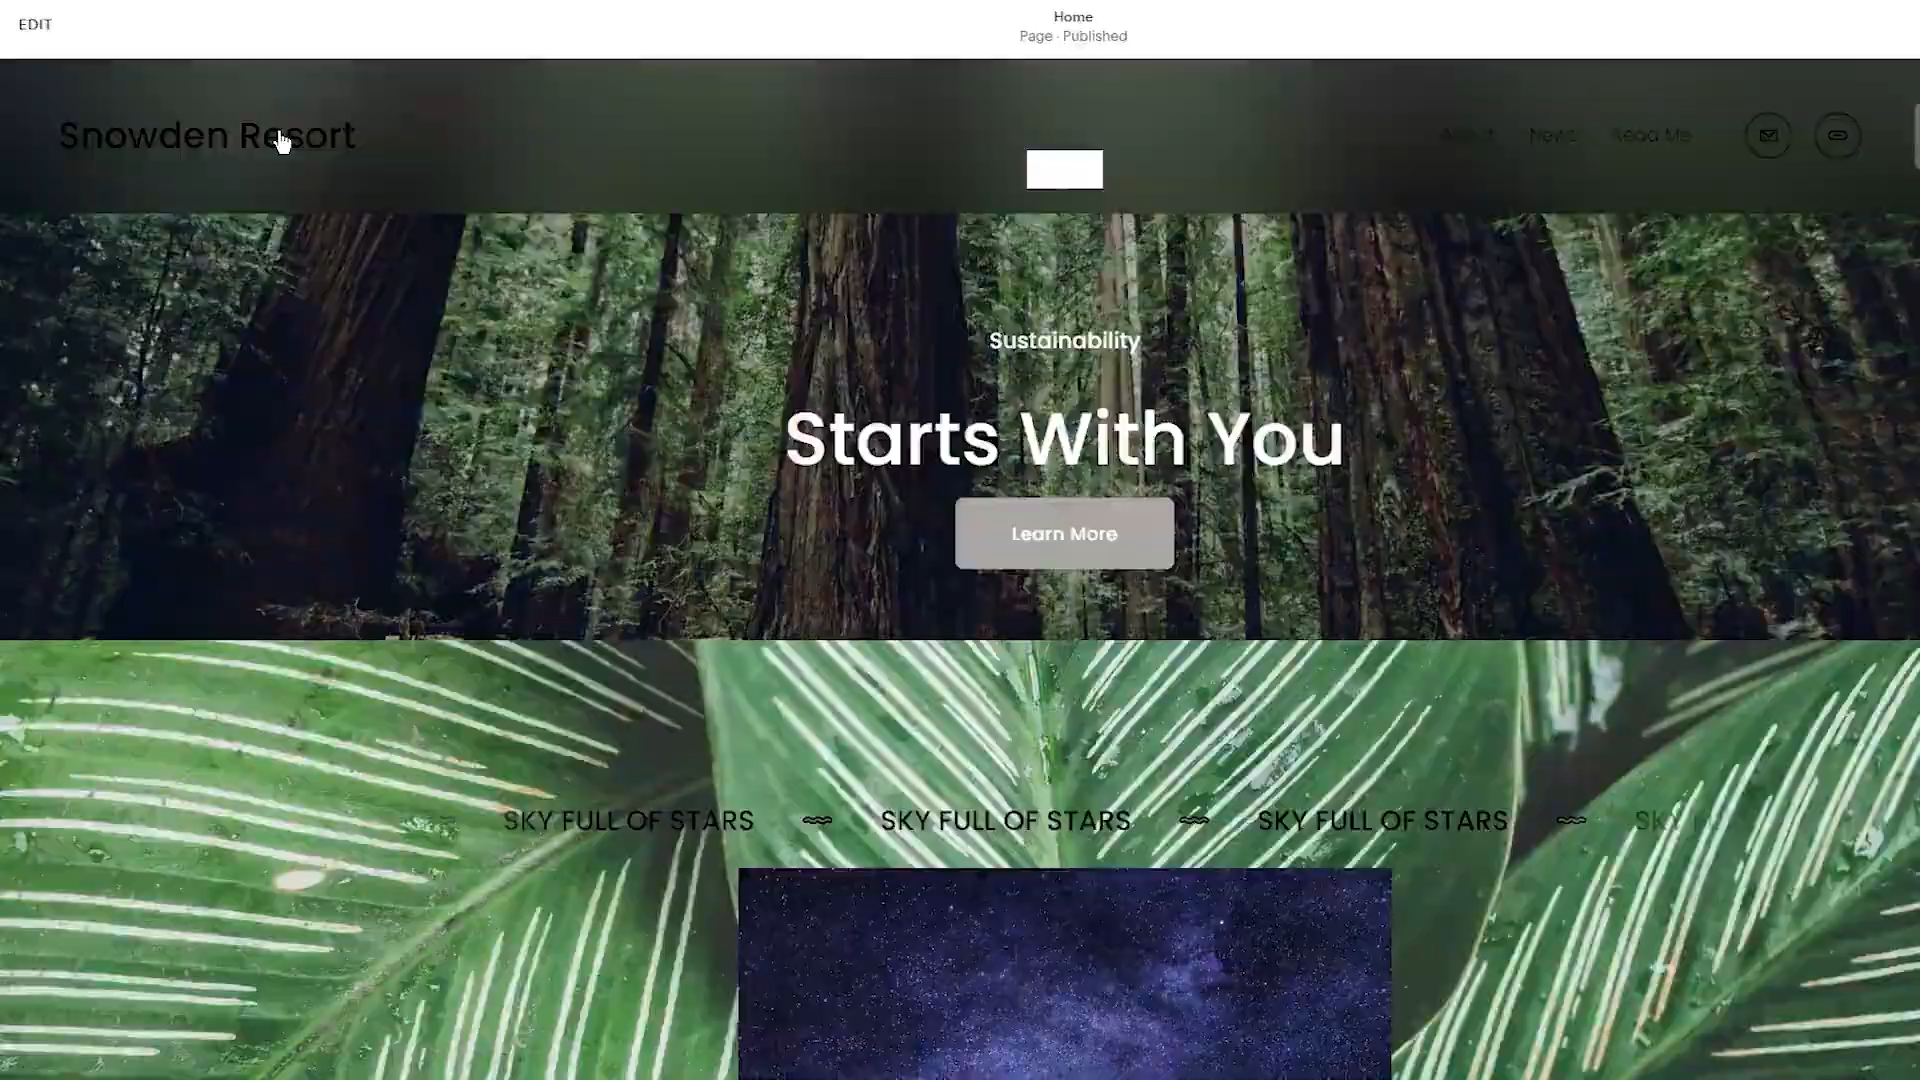 EDIT
Home
Page · Published
Snowden Resort
About News Read Me
Sustainability
Starts With You
Learn More
SKY FULL OF STARS SKY FULL OF STARS SKY FULL OF STARS SKY